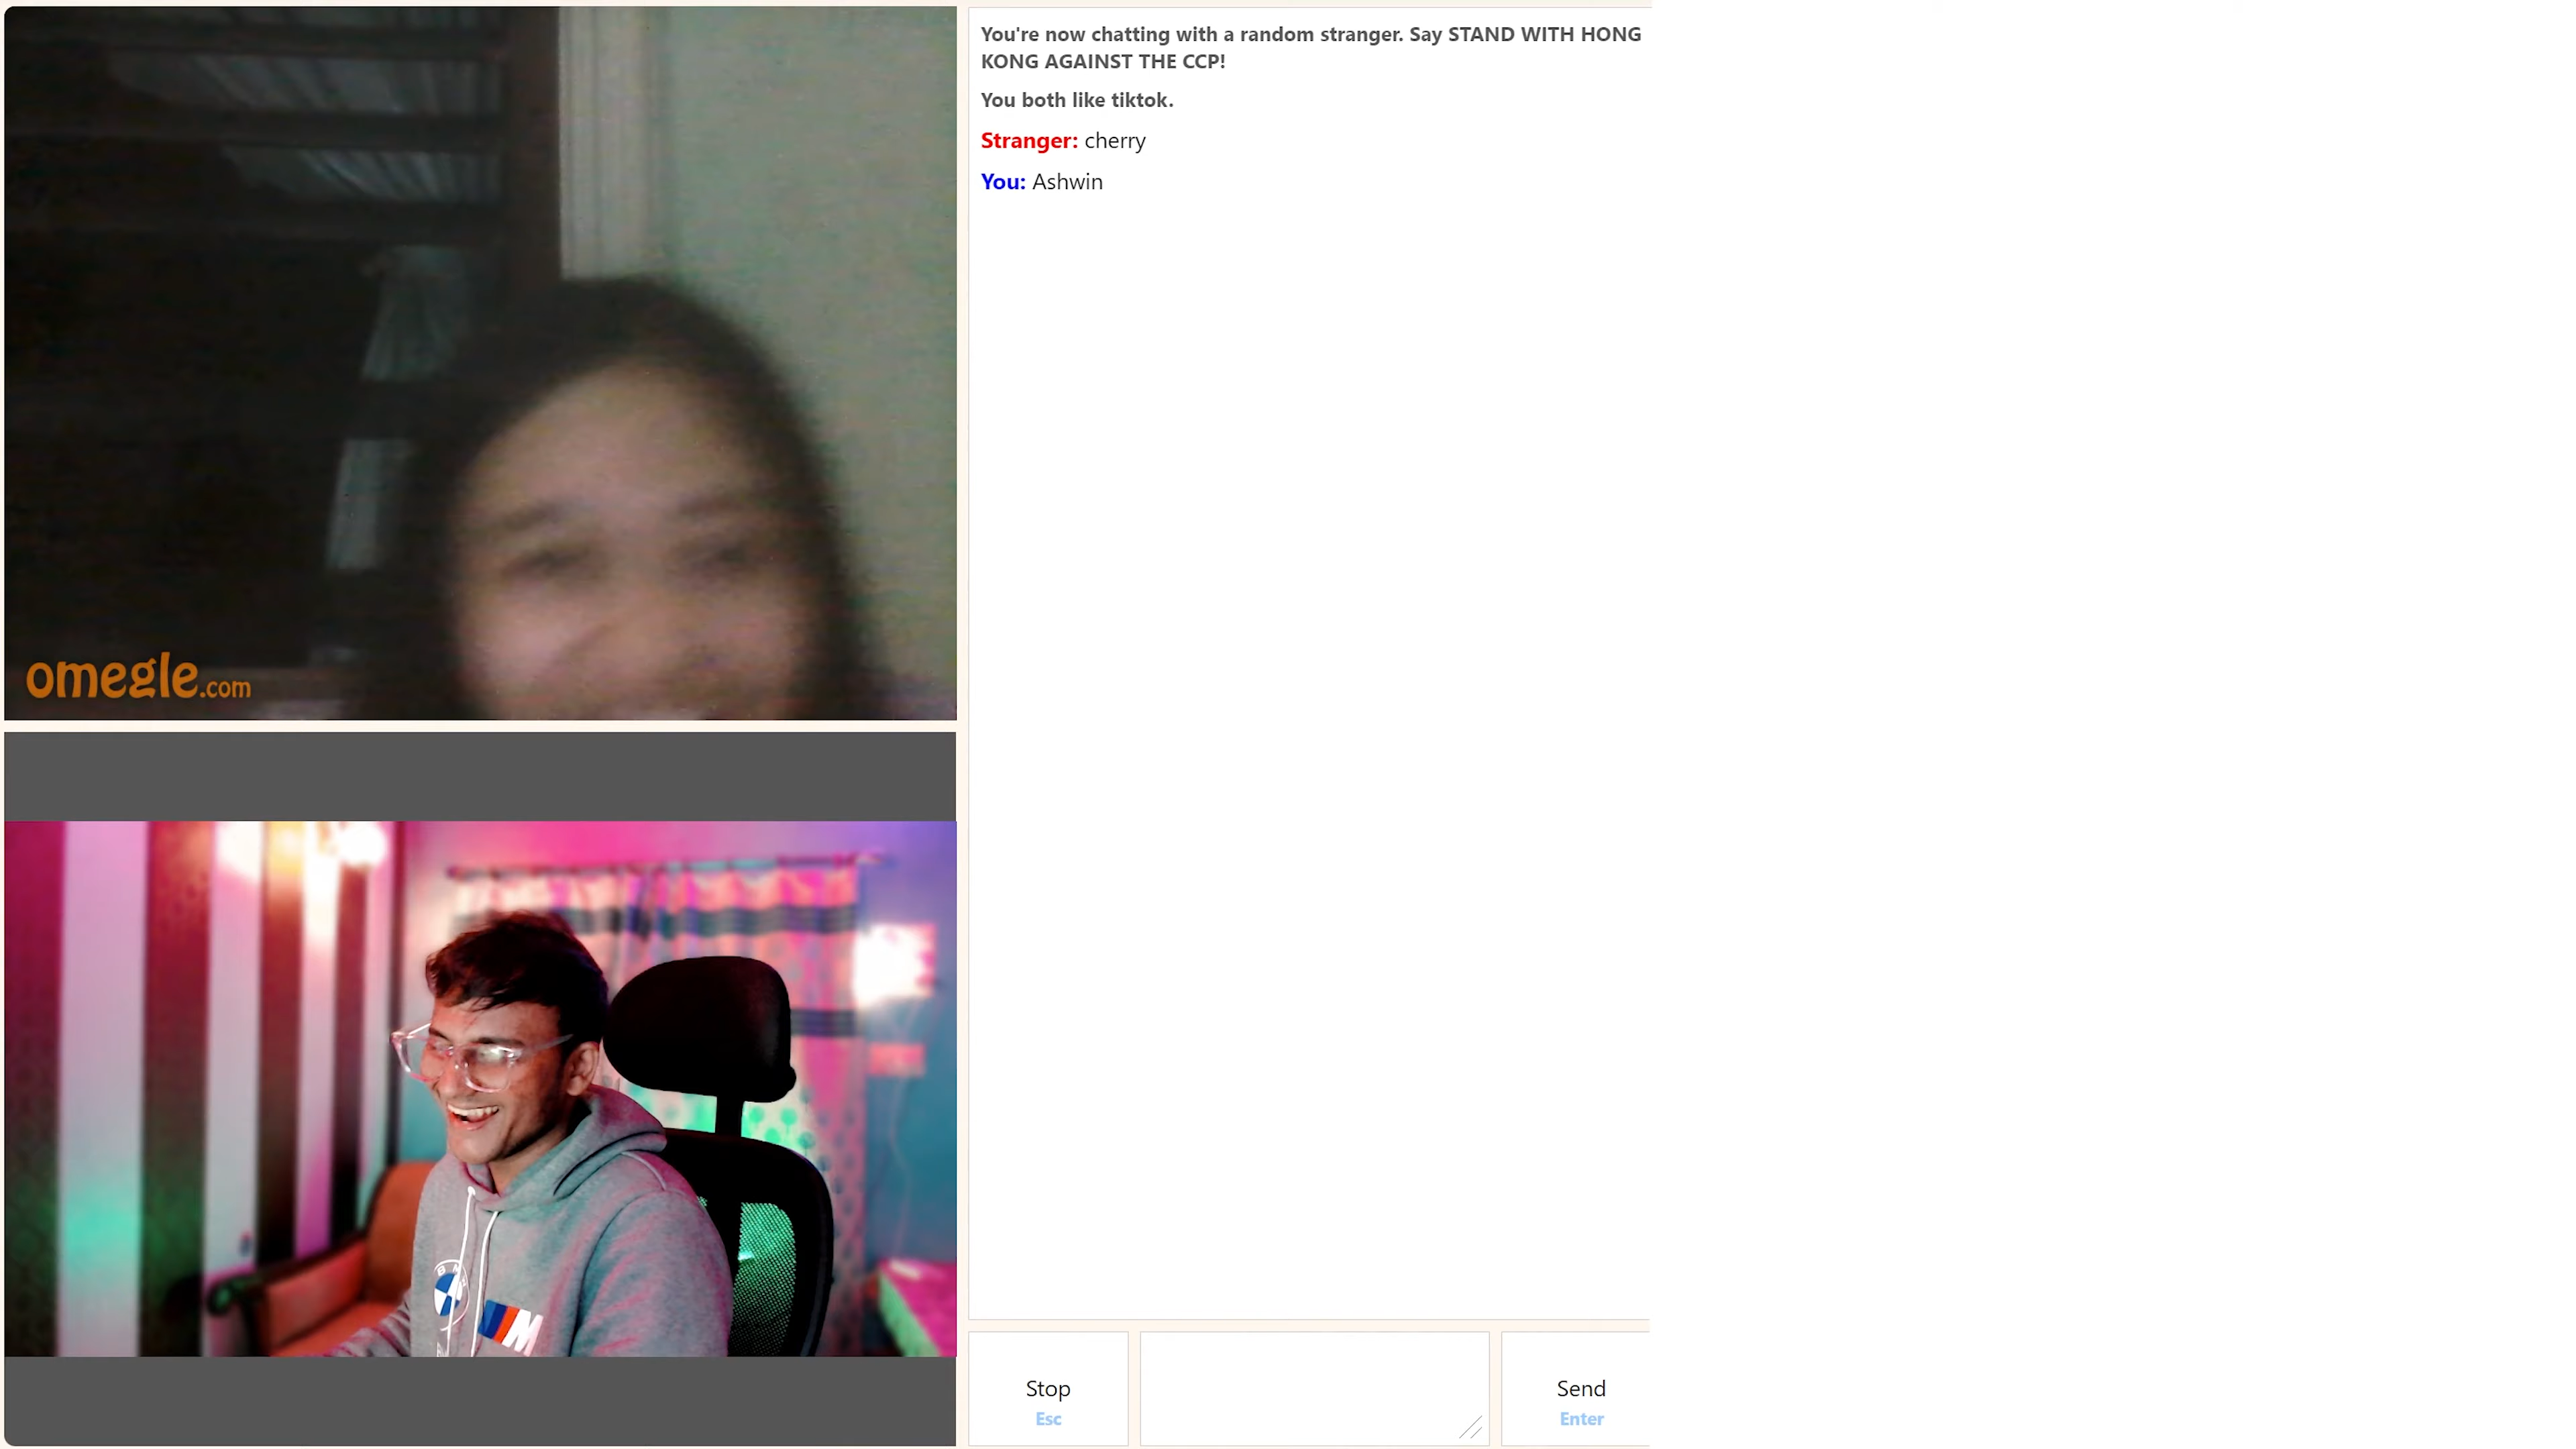 You're now chatting with a random stranger. Say STAND WITH HONG
KONG AGAINST THE CCP!
You both like tiktok.
Stranger: cherry
You: Ashwin
omegle.com
B M
M
Stop
Esc
Send
Enter